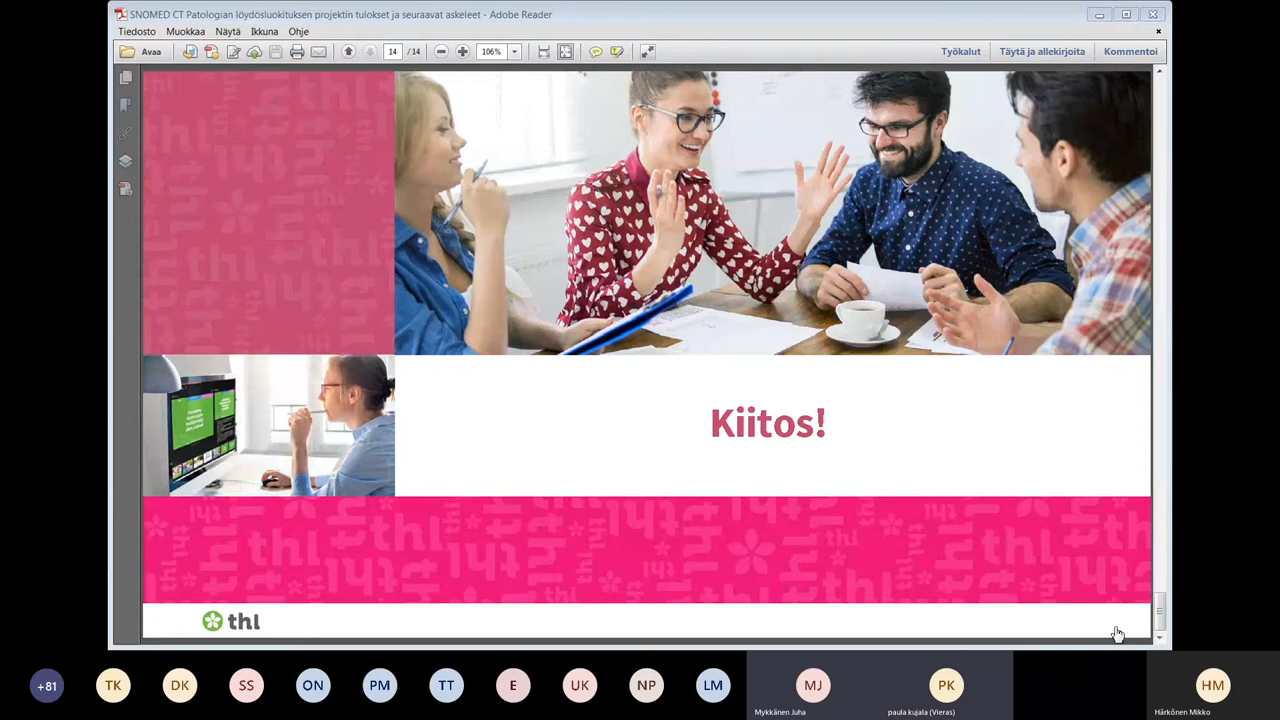 SNOMED CT Patologian löydösluokituksen projektin tulokset ja seuraavat askeleet - Adobe Reader
Tiedosto Muokkaa Näytä Ikkuna Ohje
Avaa 14 /14 106% Työkalut Täytä ja allekirjoita Kommentoi
Kiitos!
thl
+81 TK DK SS ON PM TT E UK NP LM MJ PK HM
Mykkänen Juha paula kujala (Vieras) Härkönen Mikko